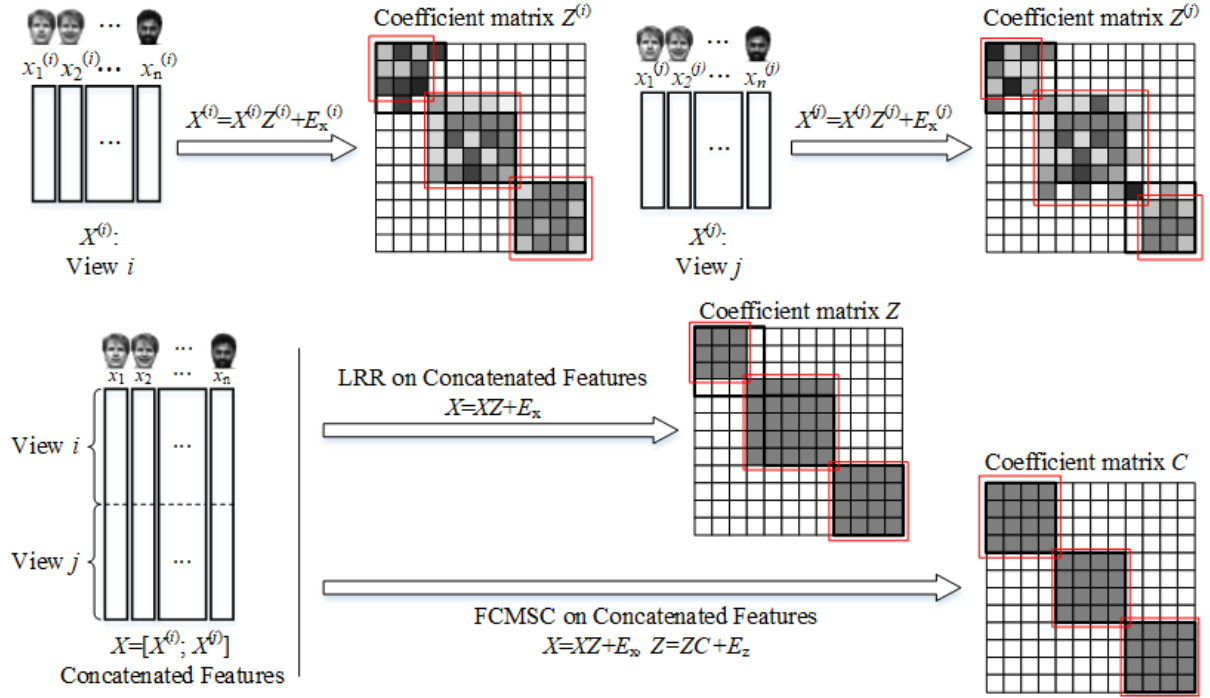 Coefficient matrix Z⁽ⁱ⁾
x₁⁽ⁱ⁾ x₂⁽ⁱ⁾ ... xₙ⁽ⁱ⁾
...
...
X⁽ⁱ⁾=X⁽ⁱ⁾Z⁽ⁱ⁾+Eₓ⁽ⁱ⁾
X⁽ⁱ⁾:
View i
Coefficient matrix Z⁽ʲ⁾
...
x₁⁽ʲ⁾ x₂⁽ʲ⁾ ... xₙ⁽ʲ⁾
...
X⁽ʲ⁾=X⁽ʲ⁾Z⁽ʲ⁾+Eₓ⁽ʲ⁾
X⁽ʲ⁾:
View j
...
x₁ x₂ ... xₙ
View i
...
View j
...
X=[X⁽ⁱ⁾; X⁽ʲ⁾]
Concatenated Features
LRR on Concatenated Features
X=XZ+Eₓ
Coefficient matrix Z
FCMSC on Concatenated Features
X=XZ+Eₓ, Z=ZC+E_z
Coefficient matrix C